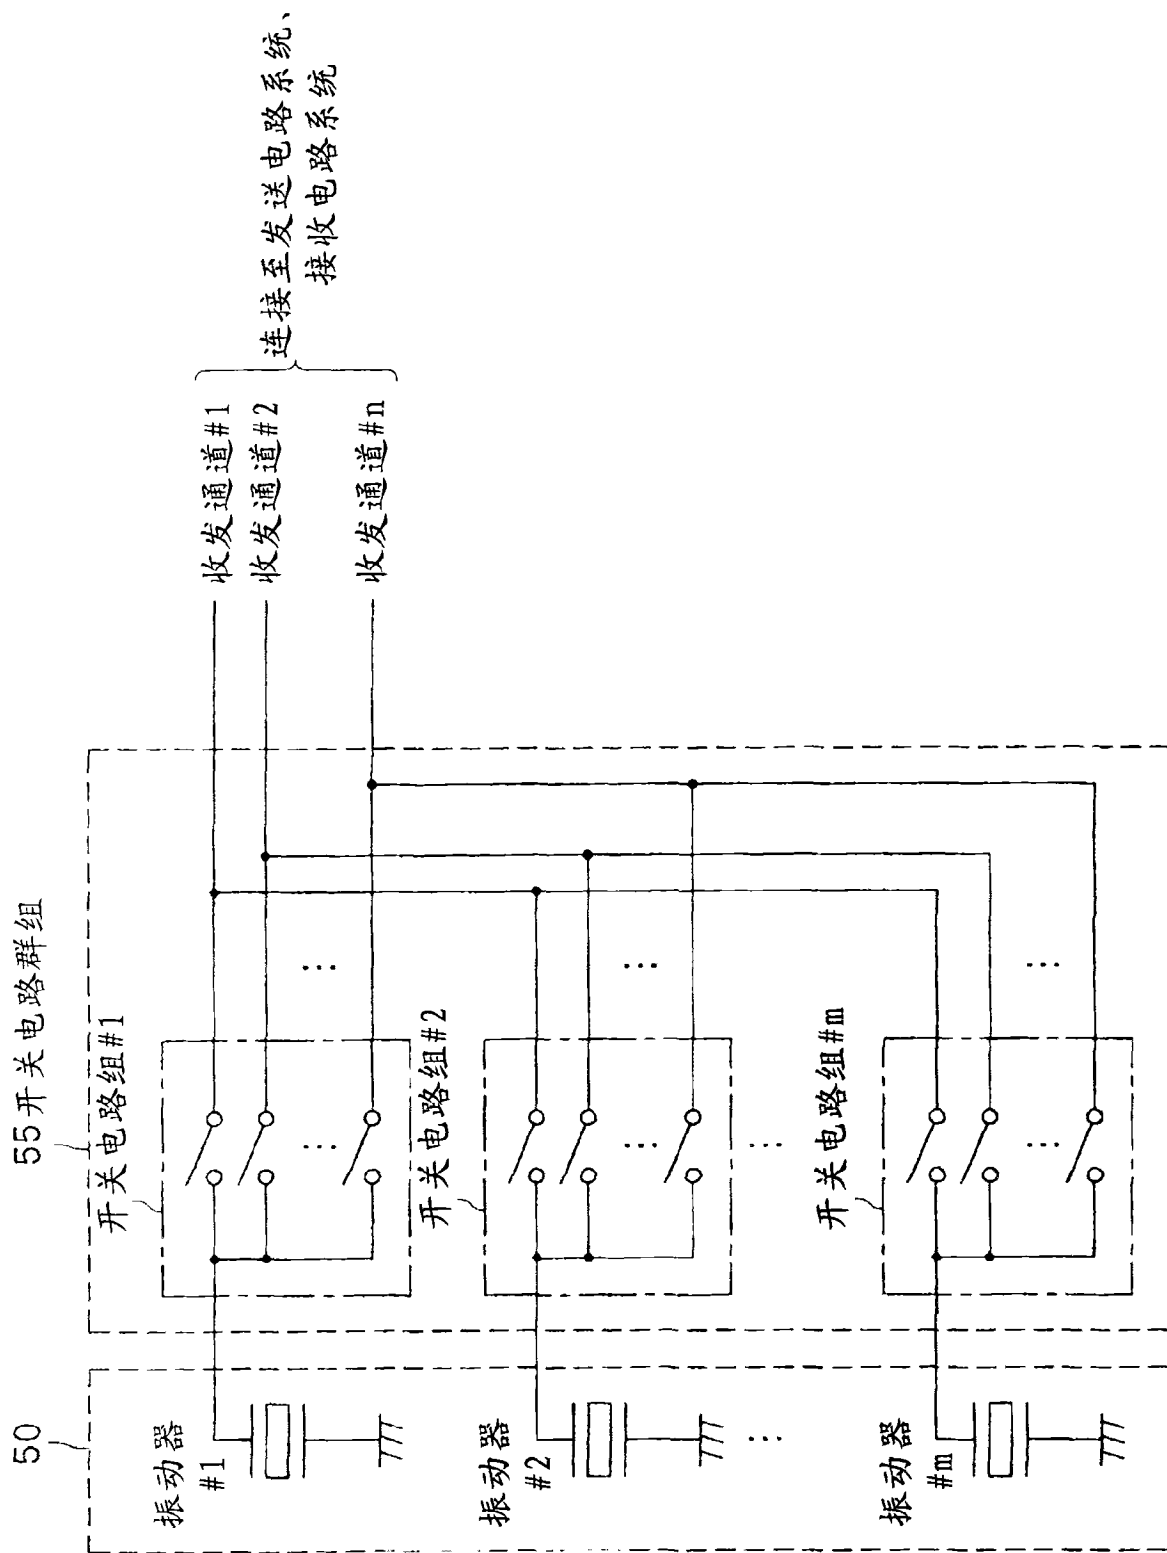 50
55开关电路群组
振动器
#1
开关电路组#1
收发通道#1
收发通道#2
收发通道#n
连接至发送电路系统、
接收电路系统
振动器
#2
开关电路组#2
振动器
#m
开关电路组#m